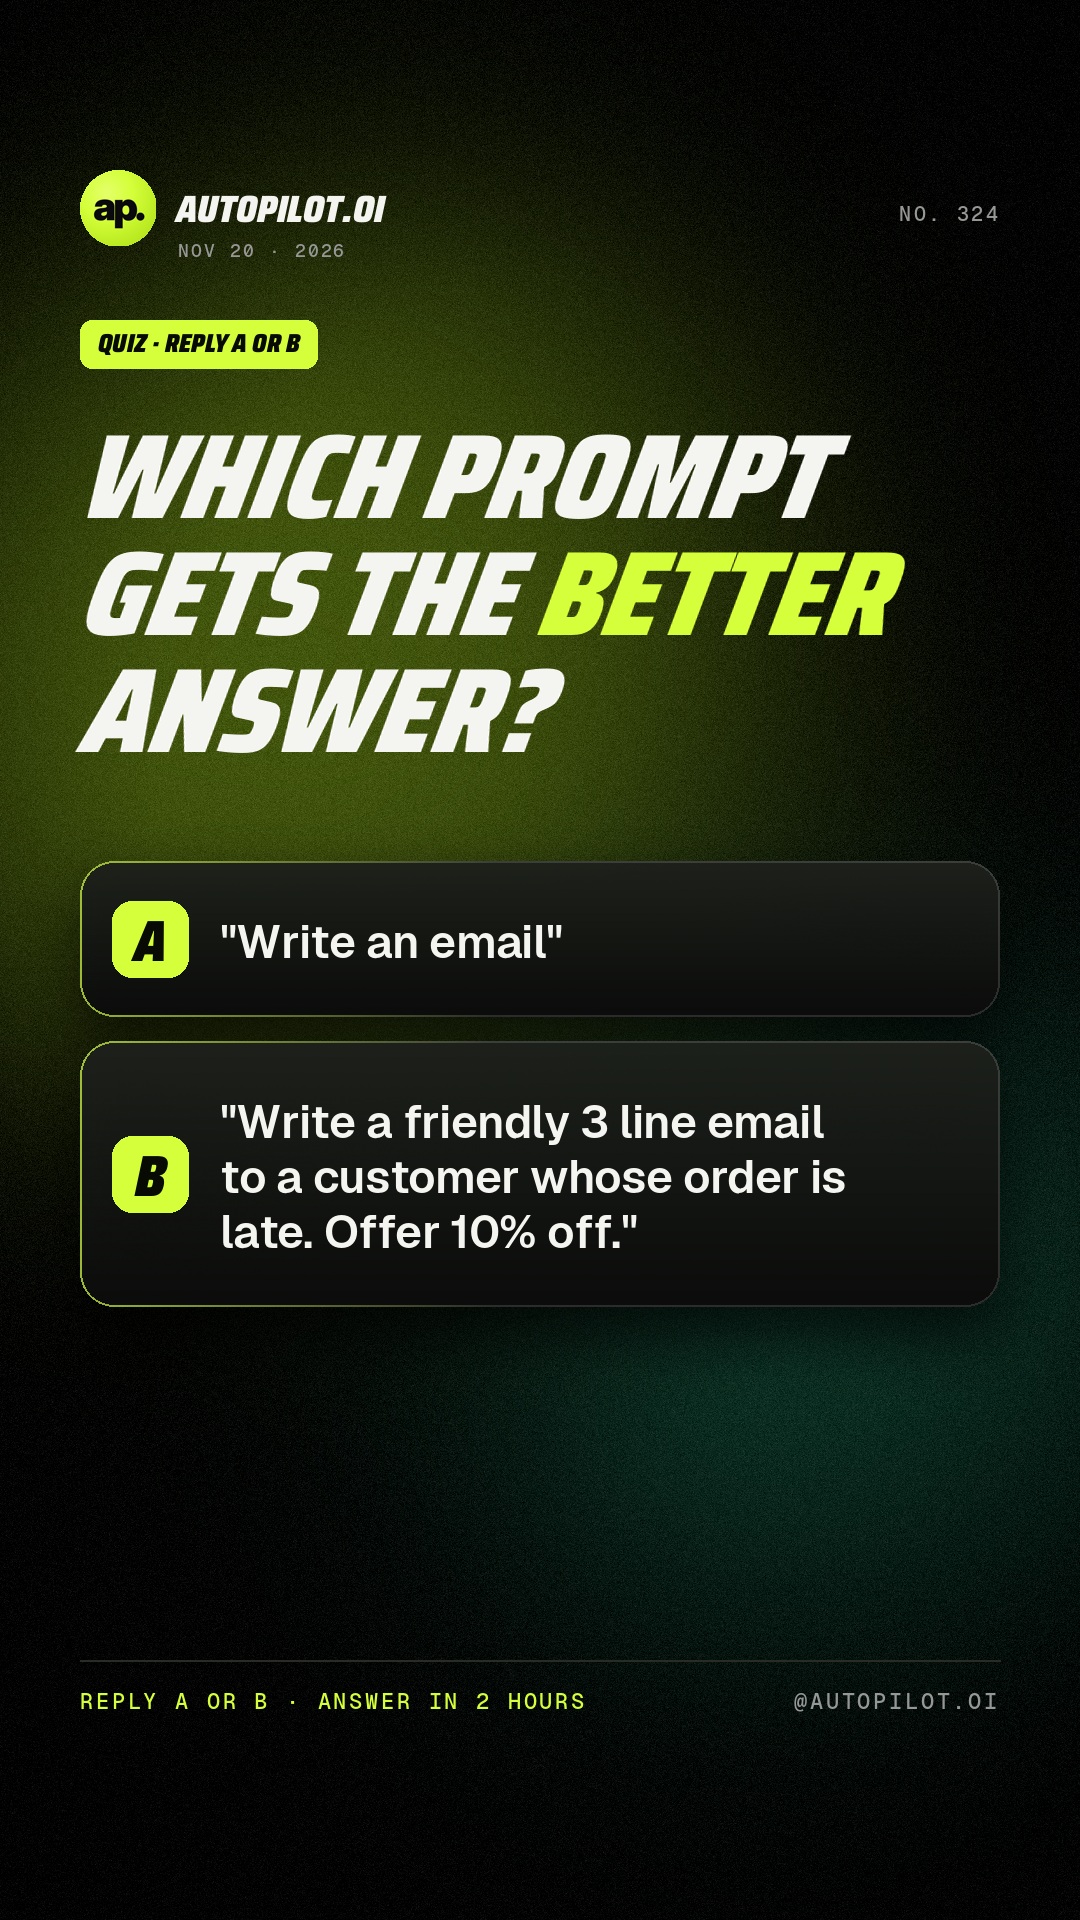 ap.
AUTOPILOT.OI
NO. 324
NOV 20 · 2026
QUIZ · REPLY A OR B
WHICH PROMPT
GETS THE BETTER
ANSWER?
A
"Write an email"
B
"Write a friendly 3 line email
to a customer whose order is
late. Offer 10% off."
REPLY A OR B · ANSWER IN 2 HOURS
@AUTOPILOT.OI